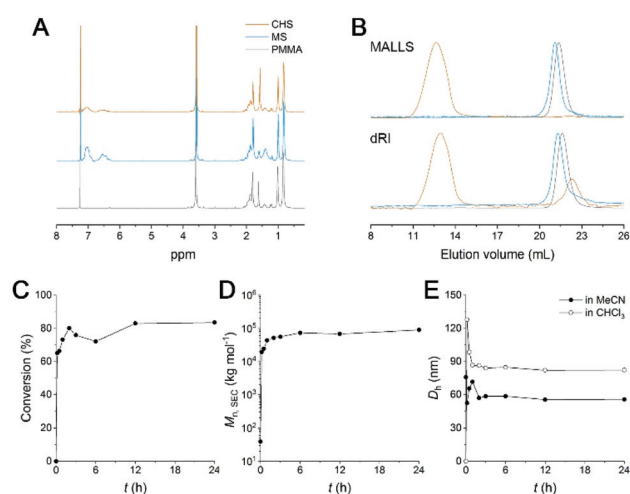 A
CHS
MS
PMMA
8 7 6 5 4 3 2 1
ppm
B
MALLS
dRI
8 11 14 17 20 23 26
Elution volume (mL)
C
Conversion (%)
100
80
60
40
20
0
0 6 12 18 24
t (h)
D
Mn, SEC (kg mol⁻¹)
10⁶
10⁵
10⁴
10³
10²
10¹
0 6 12 18 24
t (h)
E
in MeCN
in CHCl₃
Dh (nm)
150
120
90
60
30
0
0 6 12 18 24
t (h)